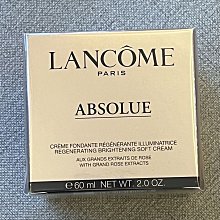 LANCÔME
PARIS
ABSOLUE
CRÈME FONDANTE RÉGÉNÉRANTE ILLUMINATRICE
REGENERATING BRIGHTENING SOFT CREAM
AUX GRANDS EXTRAITS DE ROSE
WITH GRAND ROSE EXTRACTS
℮ 60 ml NET WT. 2.0 OZ.